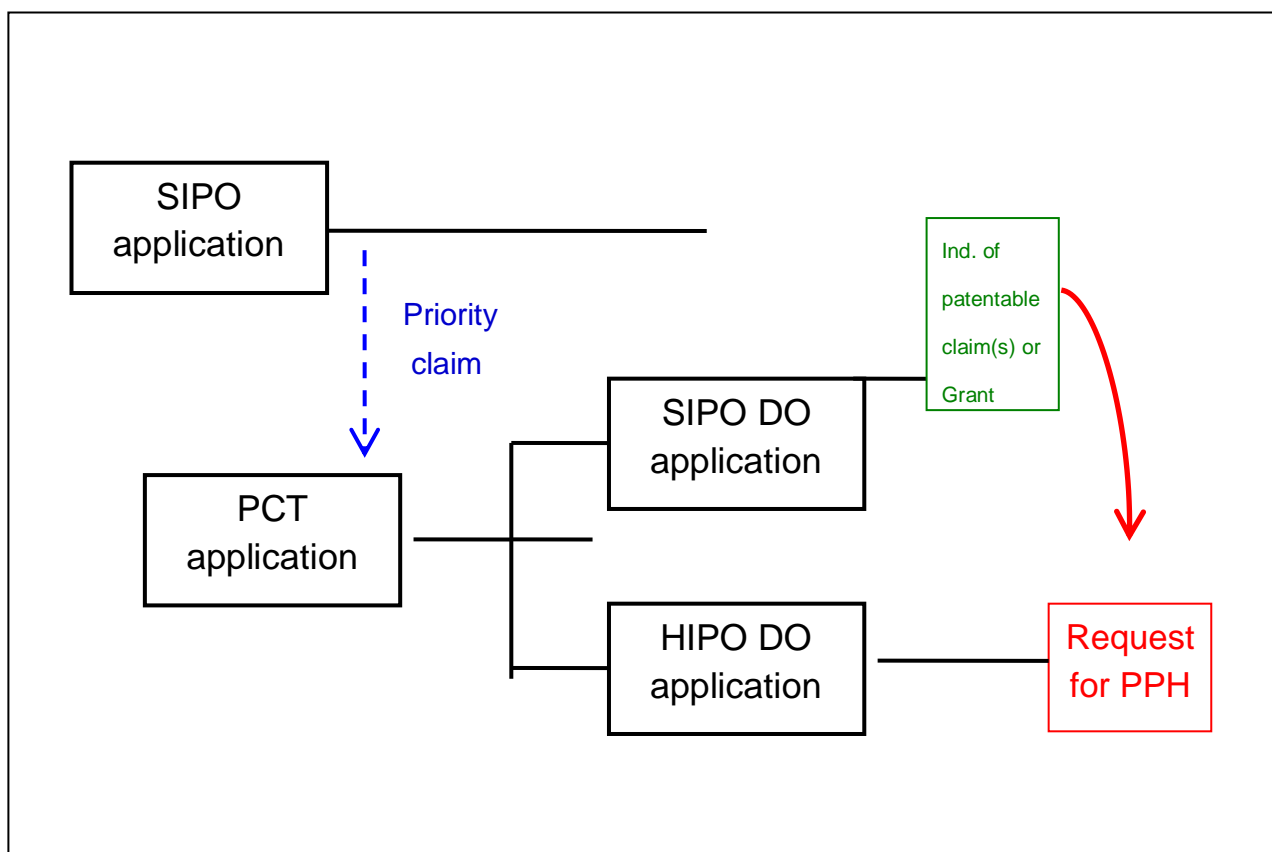 SIPO
application
Priority
claim
PCT
application
SIPO DO
application
HIPO DO
application
Ind. of
patentable
claim(s) or
Grant
Request
for PPH